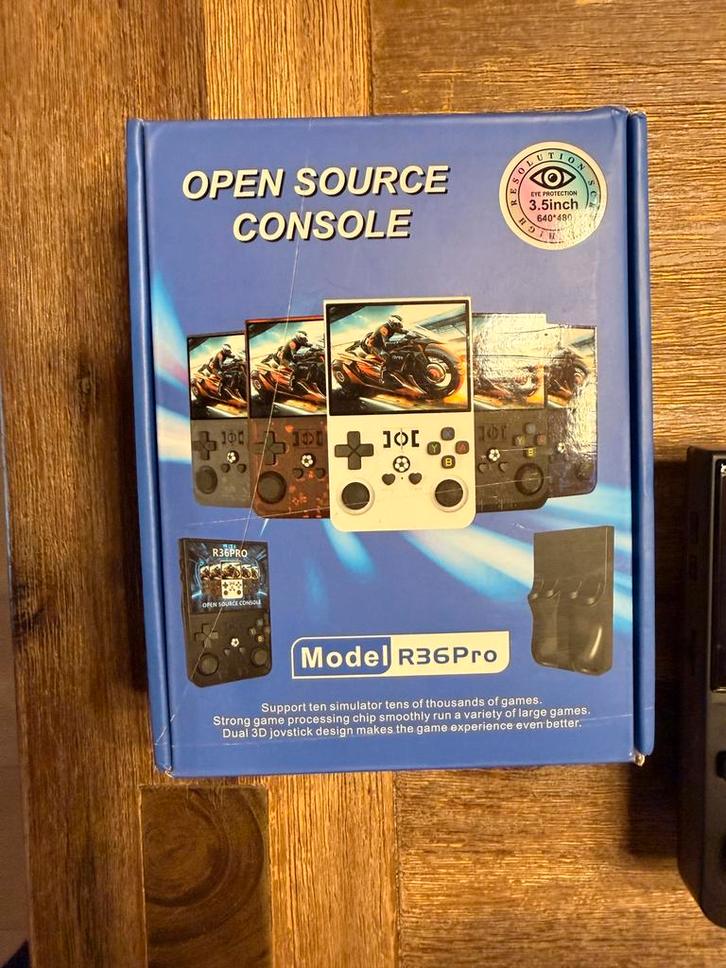 OPEN SOURCE
CONSOLE
HIGH RESOLUTION
EYE PROTECTION
3.5inch
640*480
Y
A
B
R36PRO
OPEN SOURCE CONSOLE
Model R36Pro
Support ten simulator tens of thousands of games.
Strong game processing chip smoothly run a variety of large games.
Dual 3D joystick design makes the game experience even better.